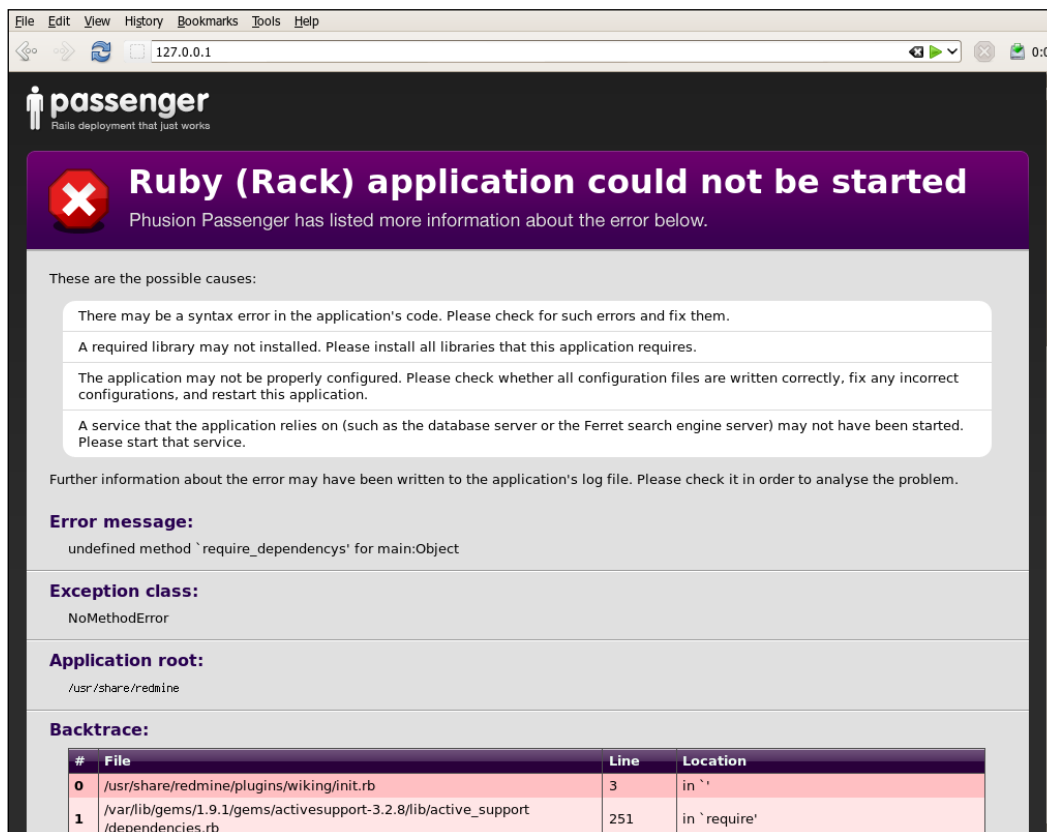 File Edit View History Bookmarks Tools Help
127.0.0.1
passenger
Rails deployment that just works
Ruby (Rack) application could not be started
Phusion Passenger has listed more information about the error below.
These are the possible causes:
There may be a syntax error in the application's code. Please check for such errors and fix them.
A required library may not installed. Please install all libraries that this application requires.
The application may not be properly configured. Please check whether all configuration files are written correctly, fix any incorrect
configurations, and restart this application.
A service that the application relies on (such as the database server or the Ferret search engine server) may not have been started.
Please start that service.
Further information about the error may have been written to the application's log file. Please check it in order to analyse the problem.
Error message:
undefined method `require_dependencys' for main:Object
Exception class:
NoMethodError
Application root:
/usr/share/redmine
Backtrace:
# File Line Location
0 /usr/share/redmine/plugins/wiking/init.rb 3 in `'
/var/lib/gems/1.9.1/gems/activesupport-3.2.8/lib/active_support
1 /dependencies.rb 251 in `require'